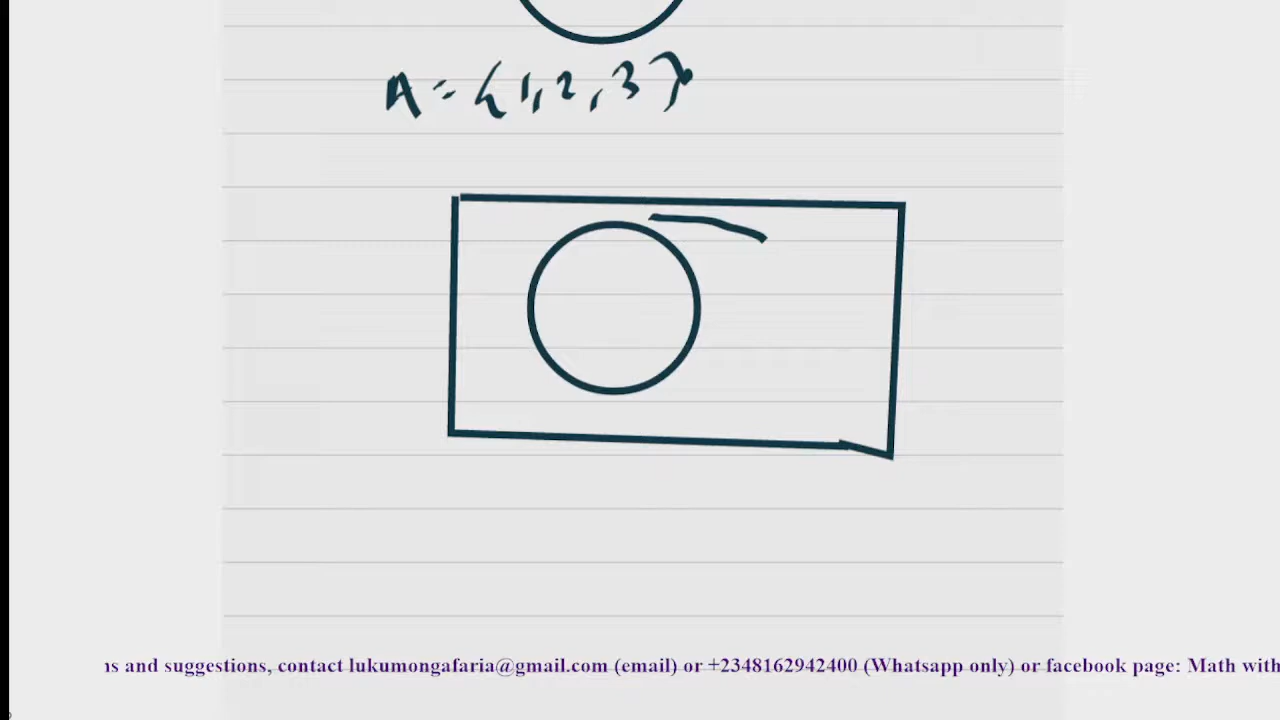 A = {1, 2, 3}
and suggestions, contact lukumongafaria@gmail.com (email) or +2348162942400 (Whatsapp only) or facebook page: Math with